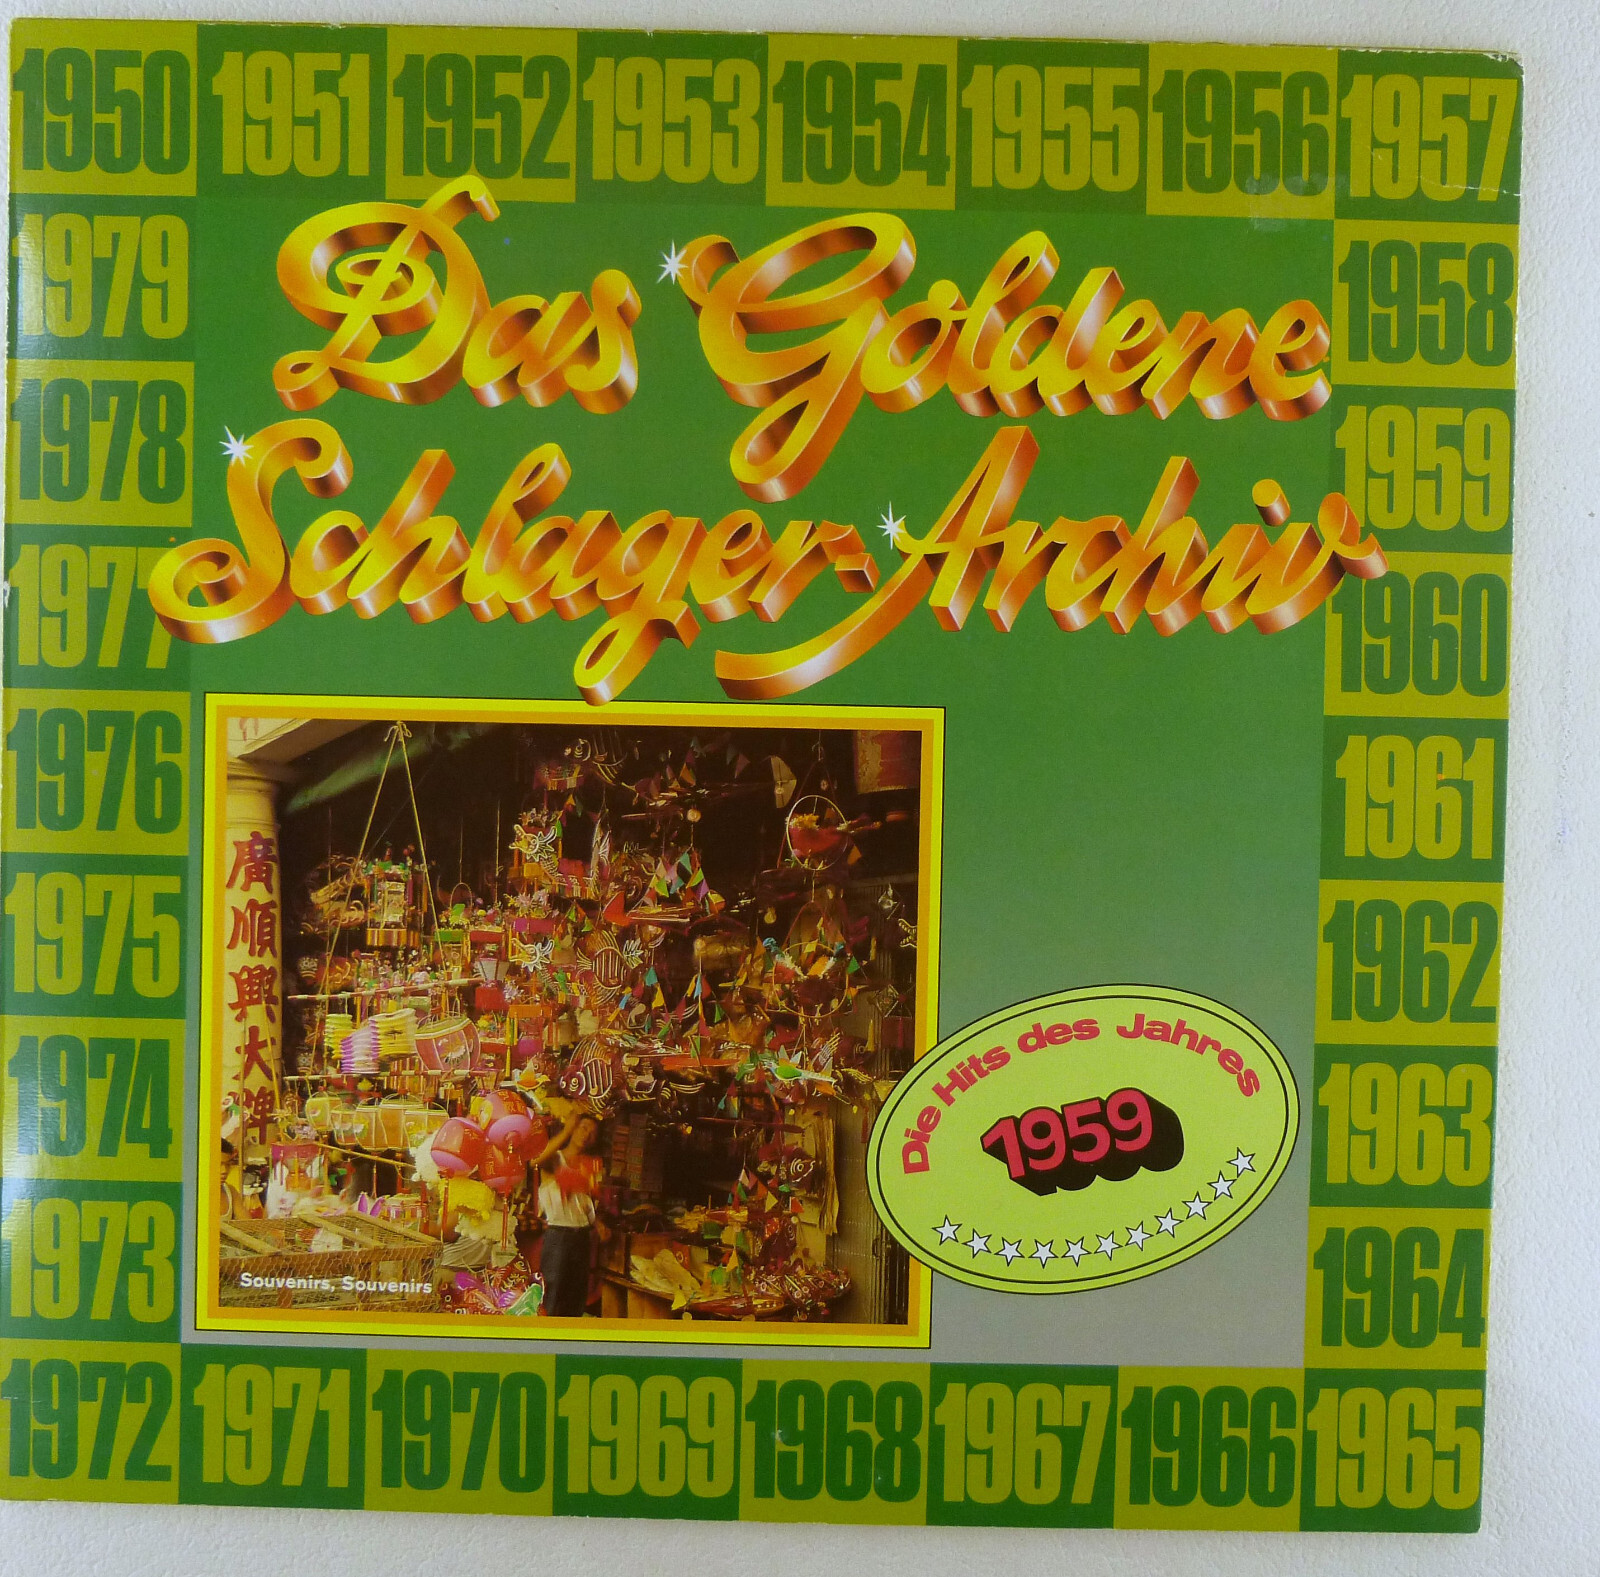 1950 1951 1952 1953 1954 1955 1956 1957
1979
1958
1978
1959
1977
1960
1976
1961
1975
1962
1974
1963
1973
1964
1972 1971 1970 1969 1968 1967 1966 1965
Das Goldene
Schlager-Archiv
廣順興大牌
Souvenirs, Souvenirs
Die Hits des Jahres
1959